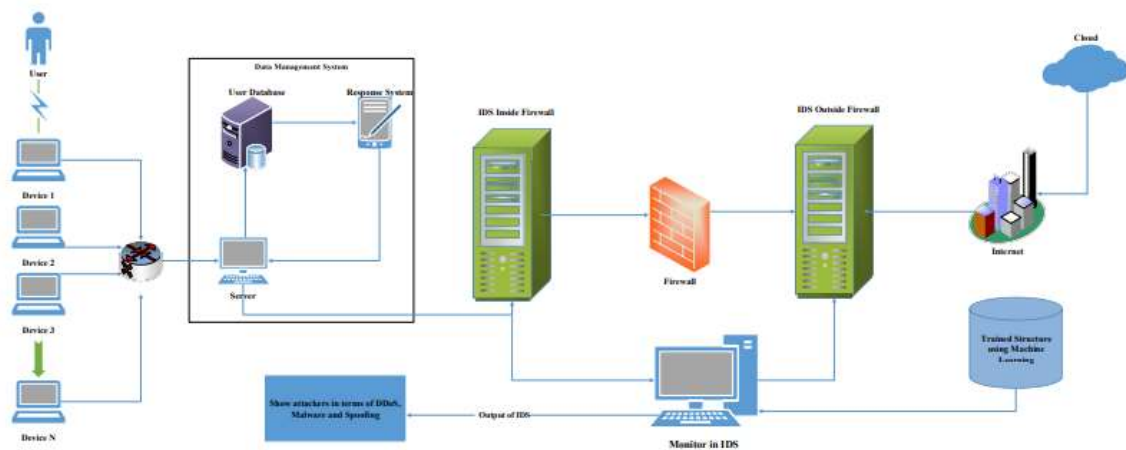 Cloud
User
Data Management System
User Database
Response System
IDS Inside Firewall
IDS Outside Firewall
Device 1
Device 2
Device 3
Device N
Server
Firewall
Internet
Trained Structure
using Machine
Learning
Show attackers in terms of DDoS,
Malware and Spoofing
Output of IDS
Monitor in IDS